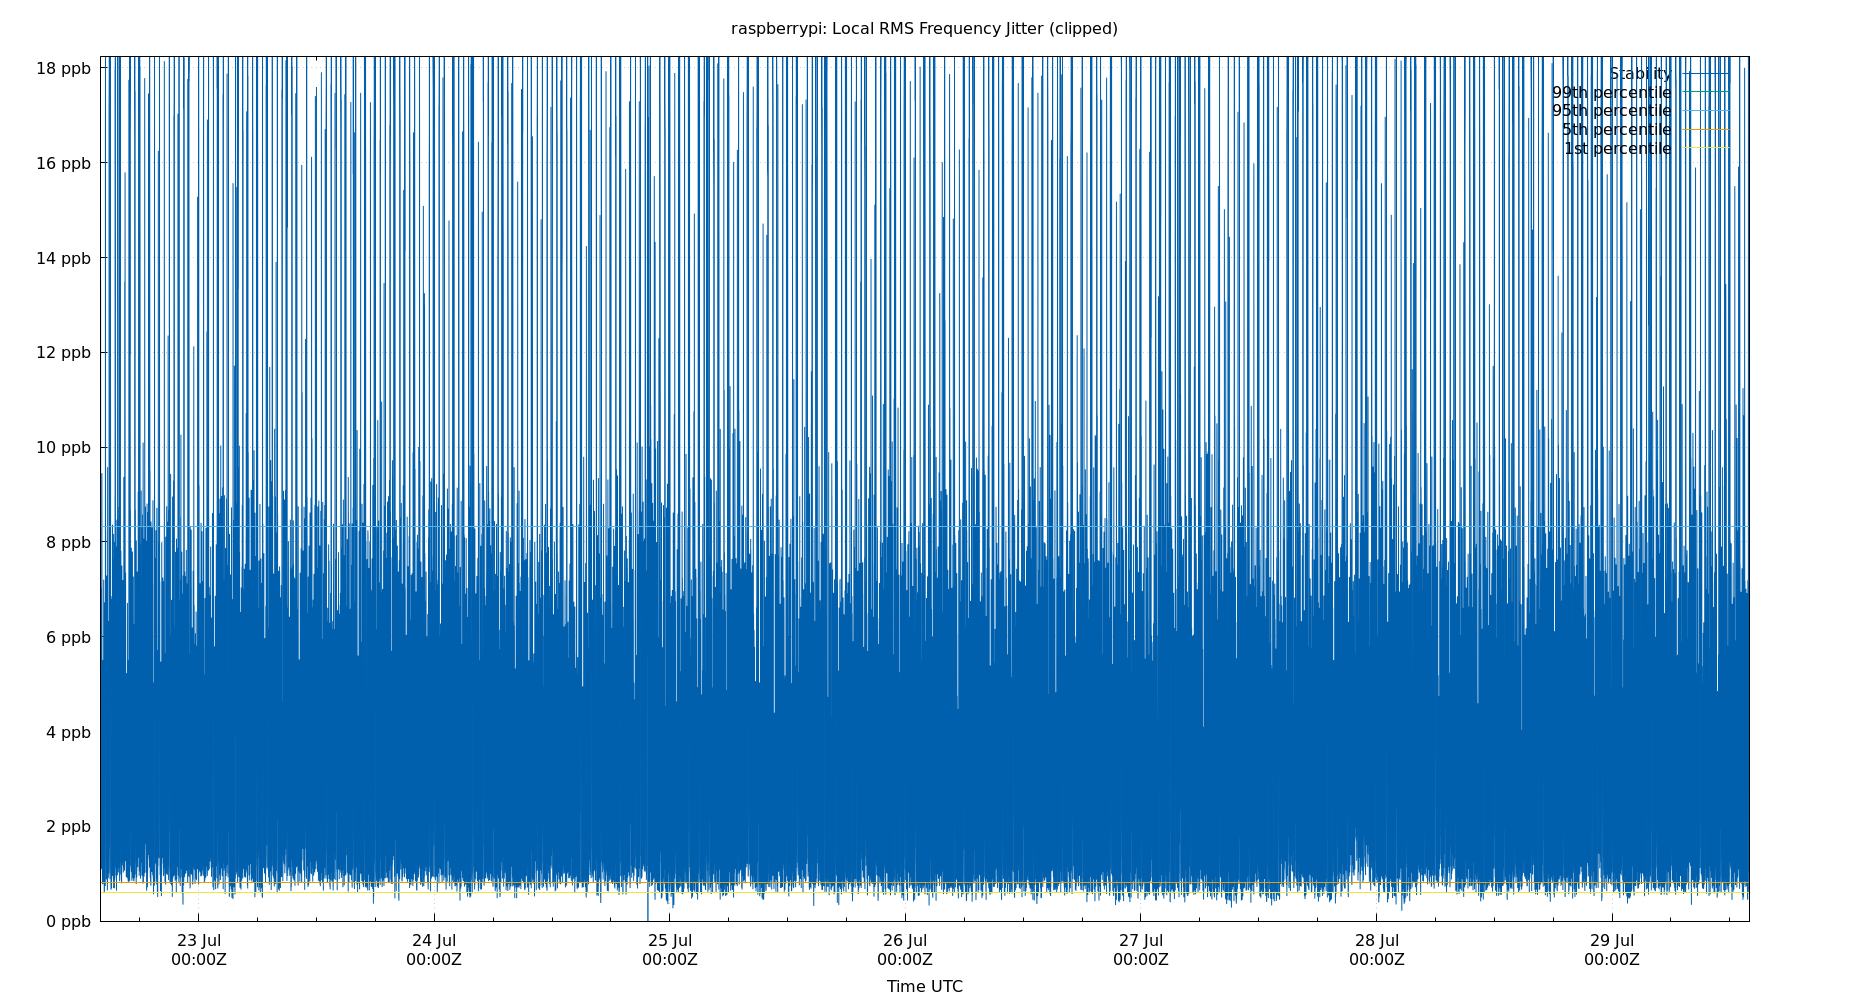 raspberrypi: Local RMS Frequency Jitter (clipped)
18 ppb
16 ppb
14 ppb
12 ppb
10 ppb
8 ppb
6 ppb
4 ppb
2 ppb
0 ppb
Stability
99th percentile
95th percentile
5th percentile
1st percentile
23 Jul 24 Jul 25 Jul 26 Jul 27 Jul 28 Jul 29 Jul
00:00Z 00:00Z 00:00Z 00:00Z 00:00Z 00:00Z 00:00Z
Time UTC